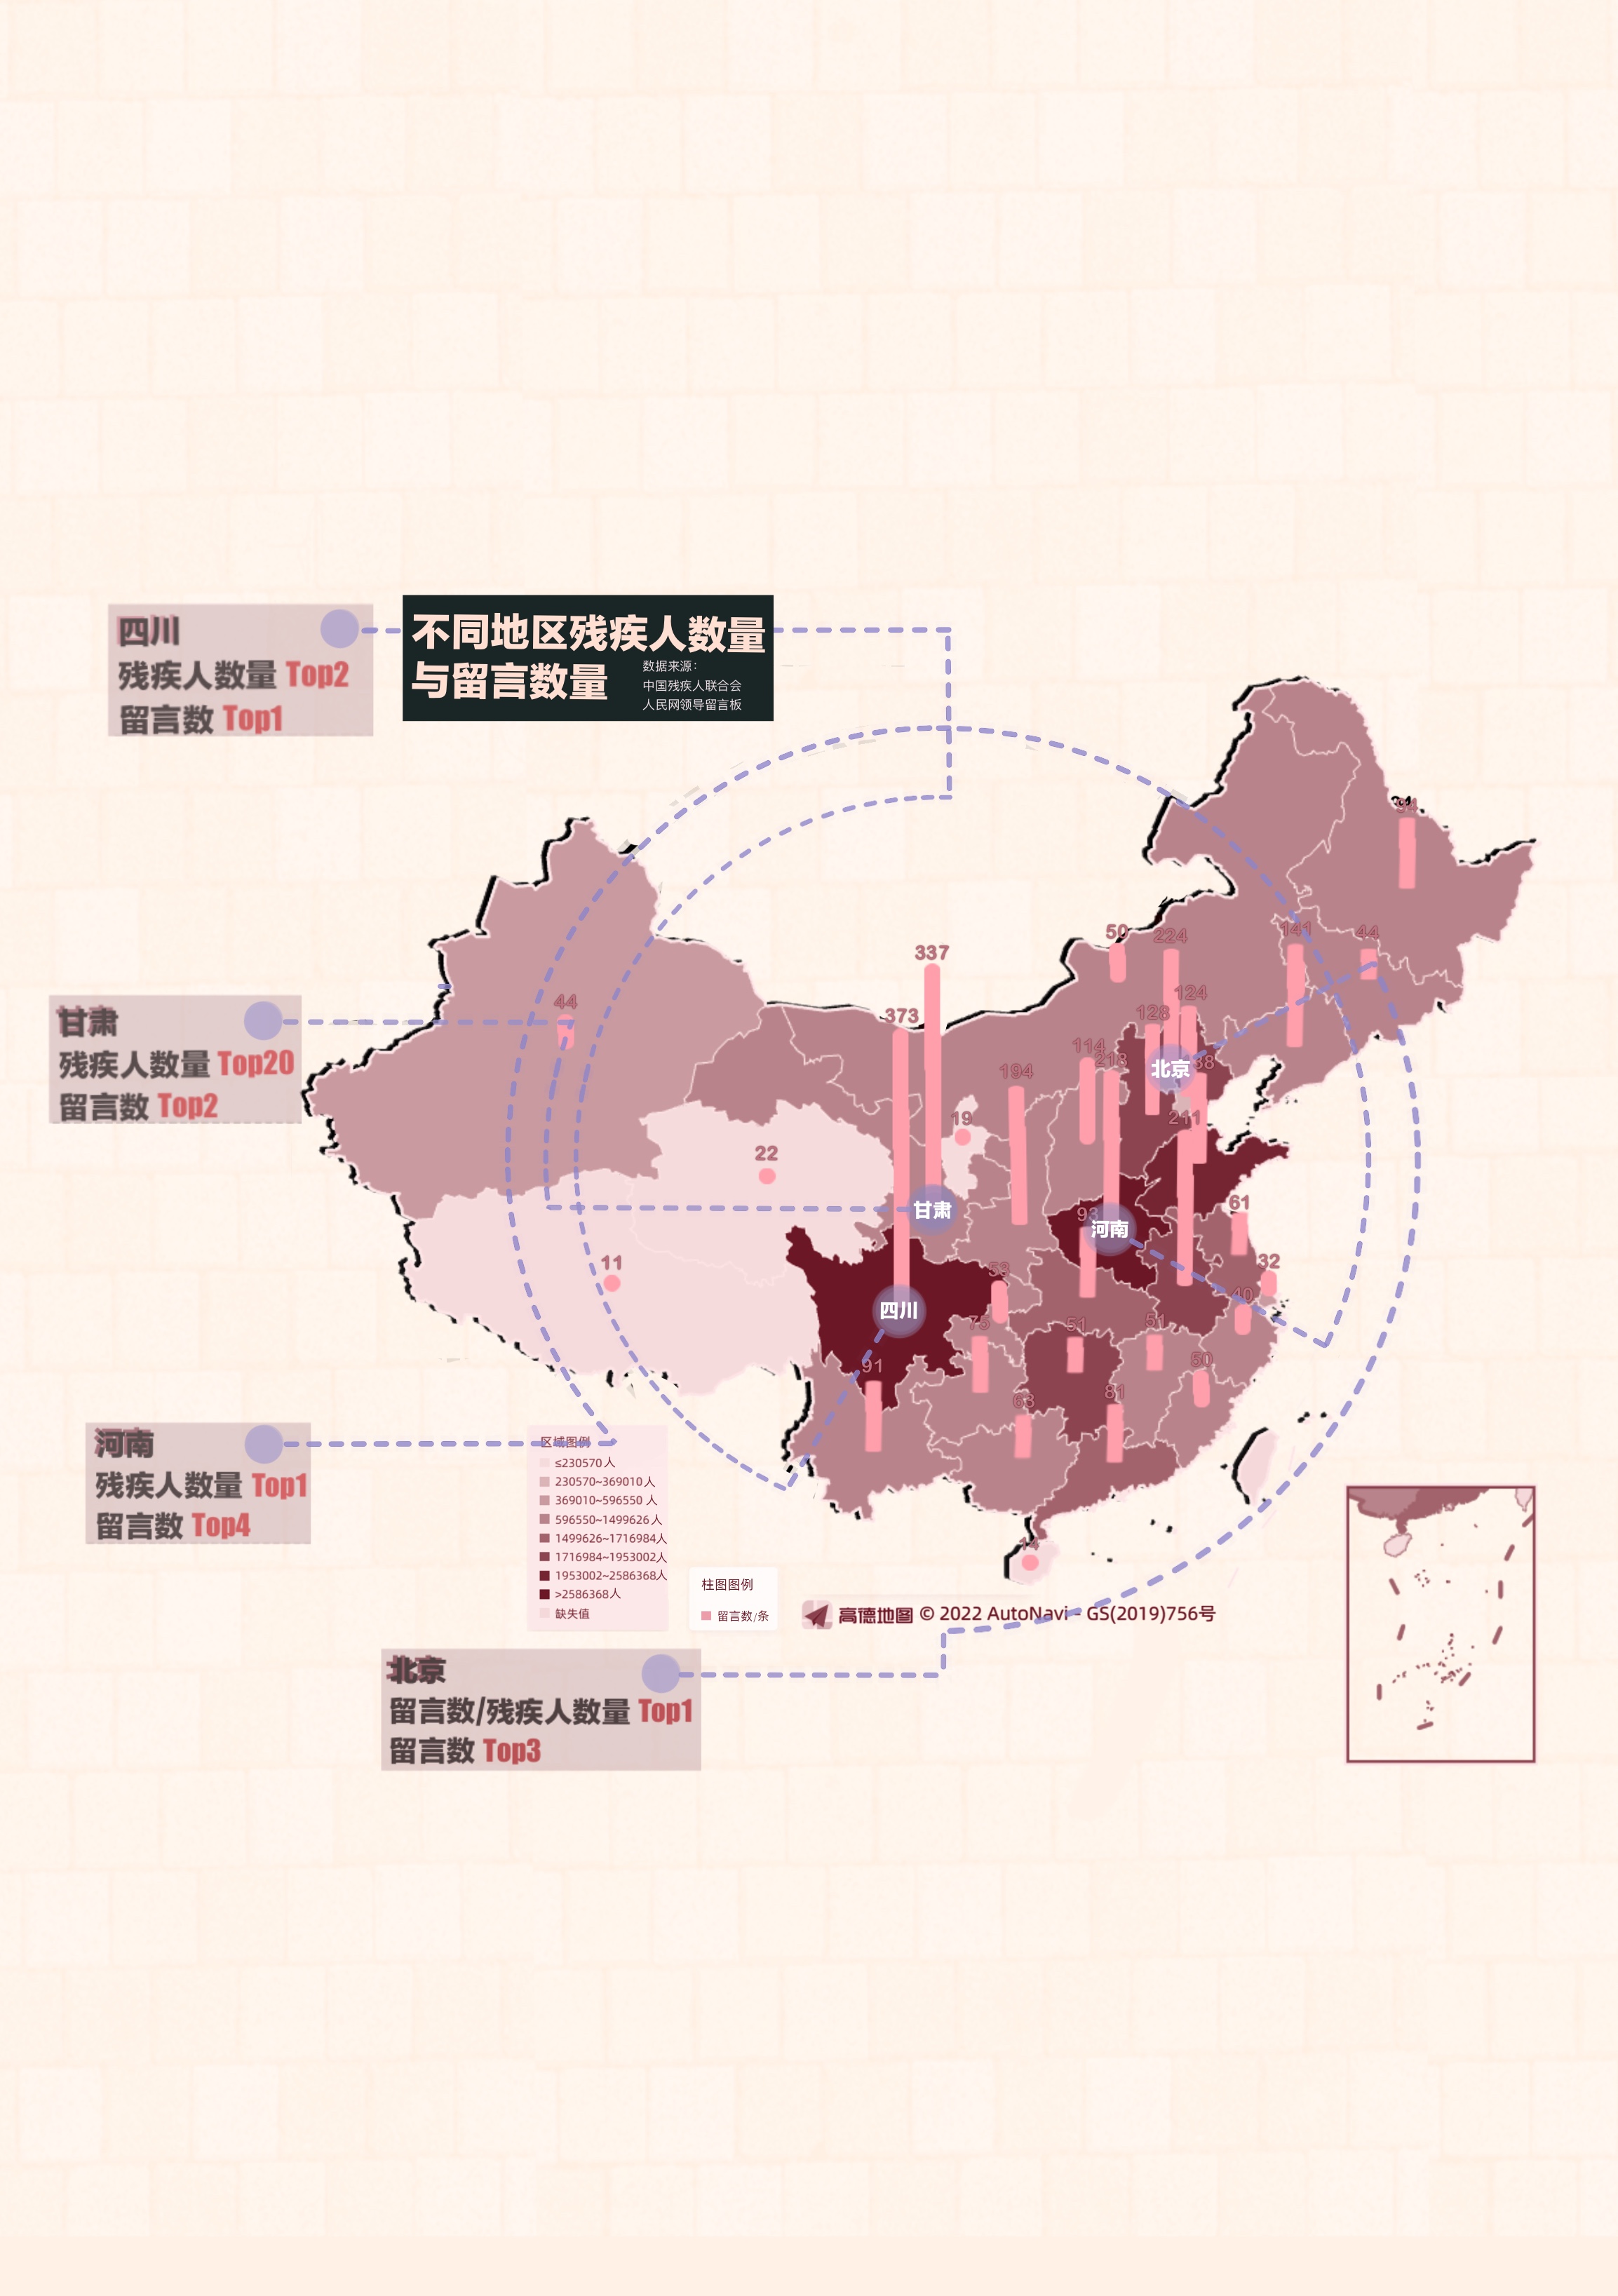 四川
残疾人数量 Top2
留言数 Top1
不同地区残疾人数量
与留言数量
数据来源：
中国残疾人联合会
人民网领导留言板
甘肃
残疾人数量 Top20
留言数 Top2
河南
残疾人数量 Top1
留言数 Top4
北京
留言数/残疾人数量 Top1
留言数 Top3
50
224
141
44
337
373
44
124
128
114
213
194
北京
19
211
22
甘肃
93
河南
61
11
53
32
40
四川
75
51
51
91
50
63
81
14
区域图例
≤230570人
230570~369010人
369010~596550 人
596550~1499626人
1499626~1716984人
1716984~1953002人
1953002~2586368人
>2586368人
缺失值
柱图图例
留言数/条
高德地图 © 2022 AutoNavi - GS(2019)756号